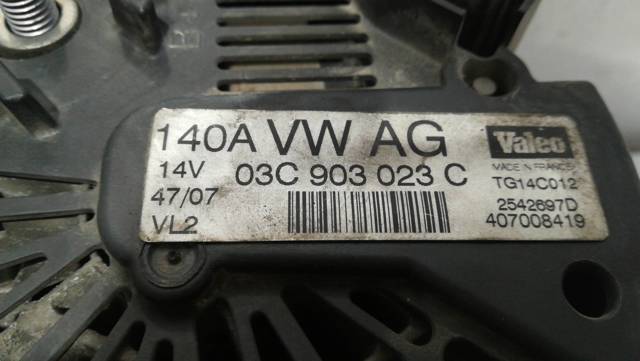 140A VW AG
14V 03C 903 023 C
47/07
VL2
Valeo
MADE IN FRANCE
TG14C012
2542697D
407008419